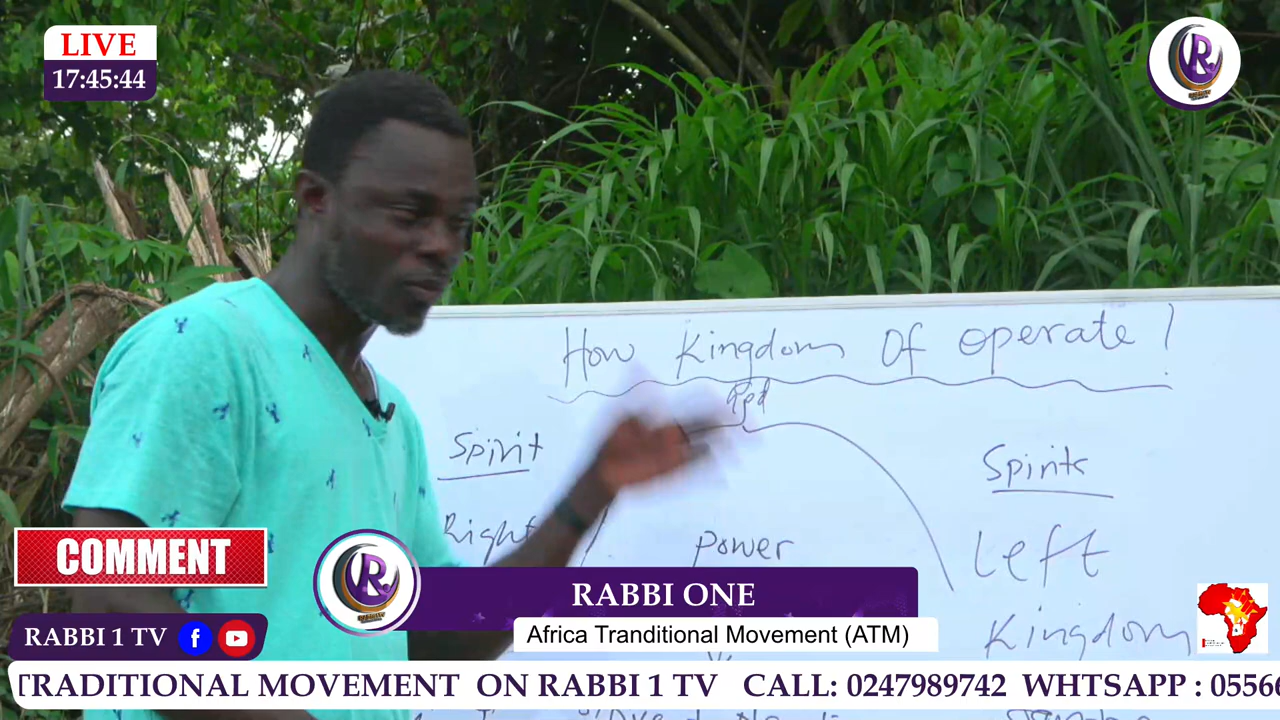 LIVE
17:45:44
How Kingdom Of operate!
Spirit
Spirits
Right
power
Left
Kingdom
COMMENT
RABBI ONE
Africa Tranditional Movement (ATM)
RABBI 1 TV
TRADITIONAL MOVEMENT ON RABBI 1 TV CALL: 0247989742 WHTSAPP : 0556